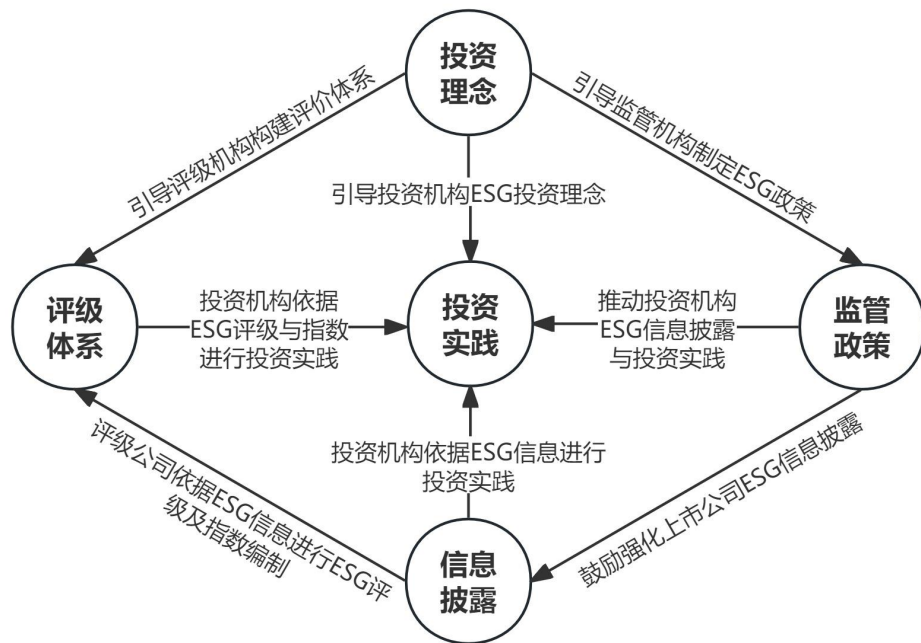 投资
理念
引导评级机构构建评价体系
引导监管机构制定ESG政策
引导投资机构ESG投资理念
评级
体系
投资机构依据
ESG评级与指数
进行投资实践
投资
实践
推动投资机构
ESG信息披露
与投资实践
监管
政策
评级公司依据ESG信息进行ESG评
级及指数编制
投资机构依据ESG信息进行
投资实践
鼓励强化上市公司ESG信息披露
信息
披露